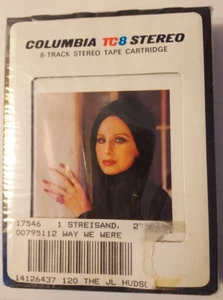 COLUMBIA TC8 STEREO
8-TRACK STEREO TAPE CARTRIDGE
17546 1 STREISAND,
00795112 WAY WE WERE
14126437 120 THE JL HUDSO